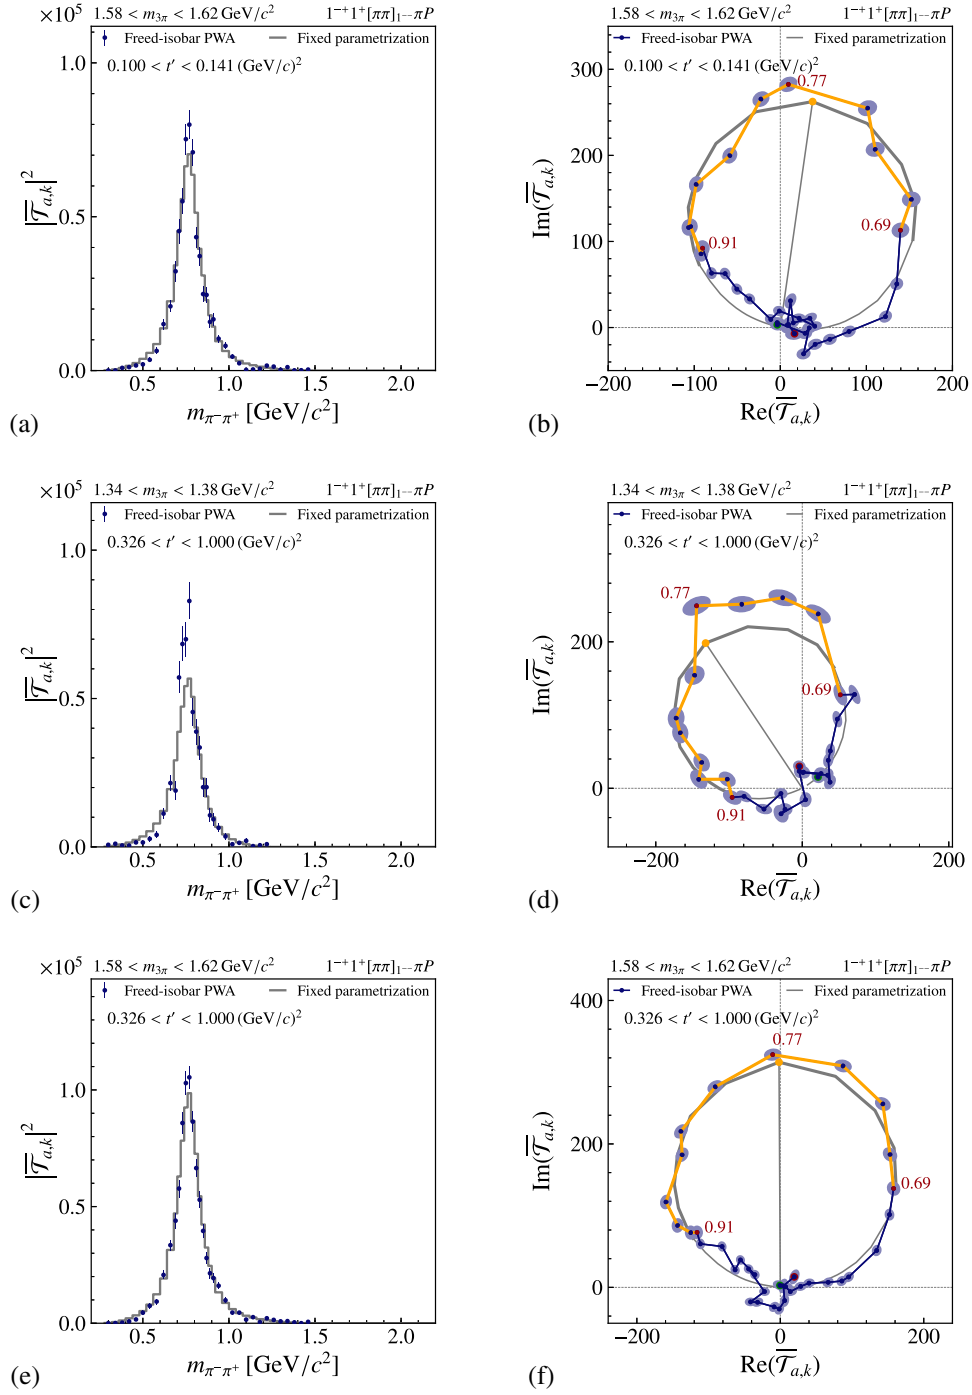 ×10⁵
1.58 < m₃π < 1.62 GeV/c²    1⁻⁺1⁺[ππ]₁₋₋πP
Freed-isobar PWA    Fixed parametrization
0.100 < t′ < 0.141 (GeV/c)²
1.0
0.5
0.0
|𝒯̅a,k|²
0.5 1.0 1.5 2.0
mπ⁻π⁺ [GeV/c²]
(a)
1.58 < m₃π < 1.62 GeV/c²    1⁻⁺1⁺[ππ]₁₋₋πP
Freed-isobar PWA    Fixed parametrization
0.100 < t′ < 0.141 (GeV/c)²
0.77
0.69
0.91
300
200
100
0
Im(𝒯̅a,k)
−200 −100 0 100 200
Re(𝒯̅a,k)
(b)
×10⁵
1.34 < m₃π < 1.38 GeV/c²    1⁻⁺1⁺[ππ]₁₋₋πP
Freed-isobar PWA    Fixed parametrization
0.326 < t′ < 1.000 (GeV/c)²
1.0
0.5
0.0
|𝒯̅a,k|²
0.5 1.0 1.5 2.0
mπ⁻π⁺ [GeV/c²]
(c)
1.34 < m₃π < 1.38 GeV/c²    1⁻⁺1⁺[ππ]₁₋₋πP
Freed-isobar PWA    Fixed parametrization
0.326 < t′ < 1.000 (GeV/c)²
0.77
0.69
0.91
200
0
Im(𝒯̅a,k)
−200 0 200
Re(𝒯̅a,k)
(d)
×10⁵
1.58 < m₃π < 1.62 GeV/c²    1⁻⁺1⁺[ππ]₁₋₋πP
Freed-isobar PWA    Fixed parametrization
0.326 < t′ < 1.000 (GeV/c)²
1.0
0.5
0.0
|𝒯̅a,k|²
0.5 1.0 1.5 2.0
mπ⁻π⁺ [GeV/c²]
(e)
1.58 < m₃π < 1.62 GeV/c²    1⁻⁺1⁺[ππ]₁₋₋πP
Freed-isobar PWA    Fixed parametrization
0.326 < t′ < 1.000 (GeV/c)²
0.77
0.69
0.91
400
200
0
Im(𝒯̅a,k)
−200 0 200
Re(𝒯̅a,k)
(f)